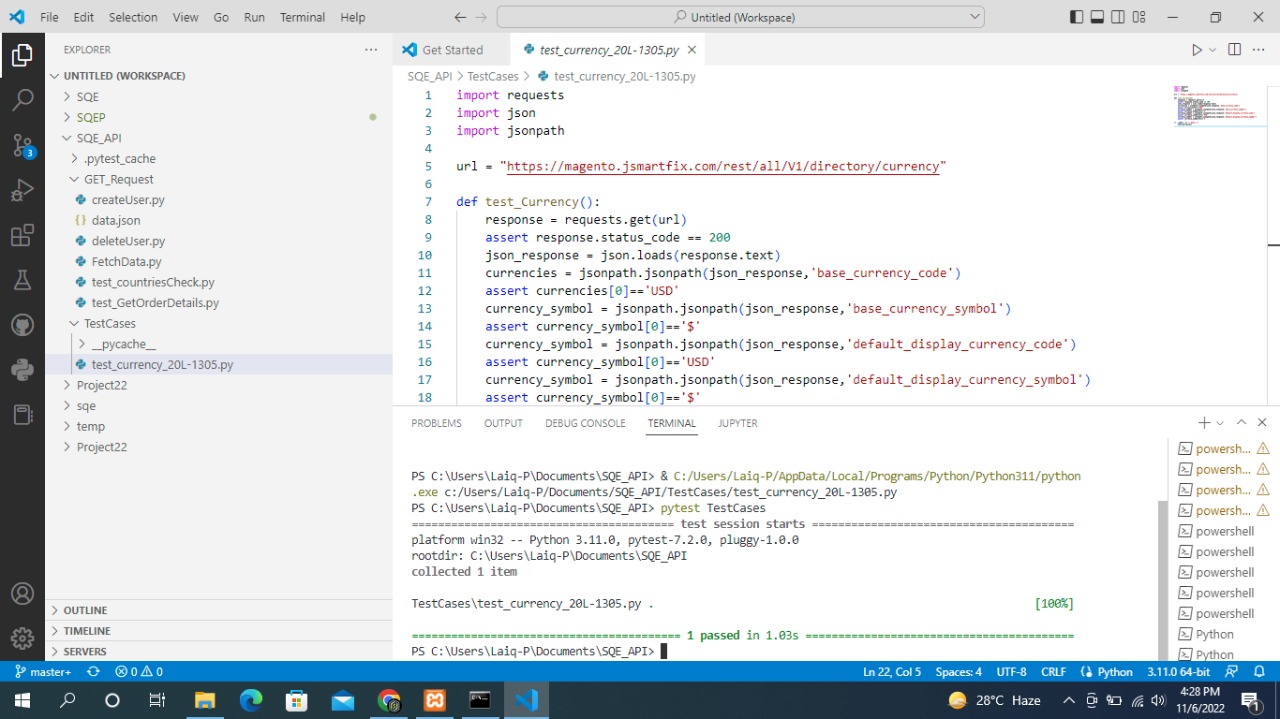 File Edit Selection View Go Run Terminal Help
Untitled (Workspace)
EXPLORER
UNTITLED (WORKSPACE)
SQE
SQEP
SQE_API
.pytest_cache
GET_Request
createUser.py
data.json
deleteUser.py
FetchData.py
test_countriesCheck.py
test_GetOrderDetails.py
TestCases
__pycache__
test_currency_20L-1305.py
Project22
sqe
temp
Project22
OUTLINE
TIMELINE
SERVERS
3
Get Started
test_currency_20L-1305.py
SQE_API > TestCases > test_currency_20L-1305.py
1 import requests
2 import json
3 import jsonpath
4
5 url = "https://magento.jsmartfix.com/rest/all/V1/directory/currency"
6
7 def test_Currency():
8 response = requests.get(url)
9 assert response.status_code == 200
10 json_response = json.loads(response.text)
11 currencies = jsonpath.jsonpath(json_response,'base_currency_code')
12 assert currencies[0]=='USD'
13 currency_symbol = jsonpath.jsonpath(json_response,'base_currency_symbol')
14 assert currency_symbol[0]=='$'
15 currency_symbol = jsonpath.jsonpath(json_response,'default_display_currency_code')
16 assert currency_symbol[0]=='USD'
17 currency_symbol = jsonpath.jsonpath(json_response,'default_display_currency_symbol')
18 assert currency_symbol[0]=='$'
PROBLEMS OUTPUT DEBUG CONSOLE TERMINAL JUPYTER
PS C:\Users\Laiq-P\Documents\SQE_API> & C:/Users/Laiq-P/AppData/Local/Programs/Python/Python311/python
.exe c:/Users/Laiq-P/Documents/SQE_API/TestCases/test_currency_20L-1305.py
PS C:\Users\Laiq-P\Documents\SQE_API> pytest TestCases
======================================== test session starts ========================================
platform win32 -- Python 3.11.0, pytest-7.2.0, pluggy-1.0.0
rootdir: C:\Users\Laiq-P\Documents\SQE_API
collected 1 item
TestCases\test_currency_20L-1305.py . [100%]
========================================= 1 passed in 1.03s =========================================
PS C:\Users\Laiq-P\Documents\SQE_API>
powersh...
powersh...
powersh...
powersh...
powershell
powershell
powershell
powershell
powershell
Python
Python
master+ 0 0 Ln 22, Col 5 Spaces: 4 UTF-8 CRLF Python 3.11.0 64-bit
28°C Haze
4:28 PM
11/6/2022
1